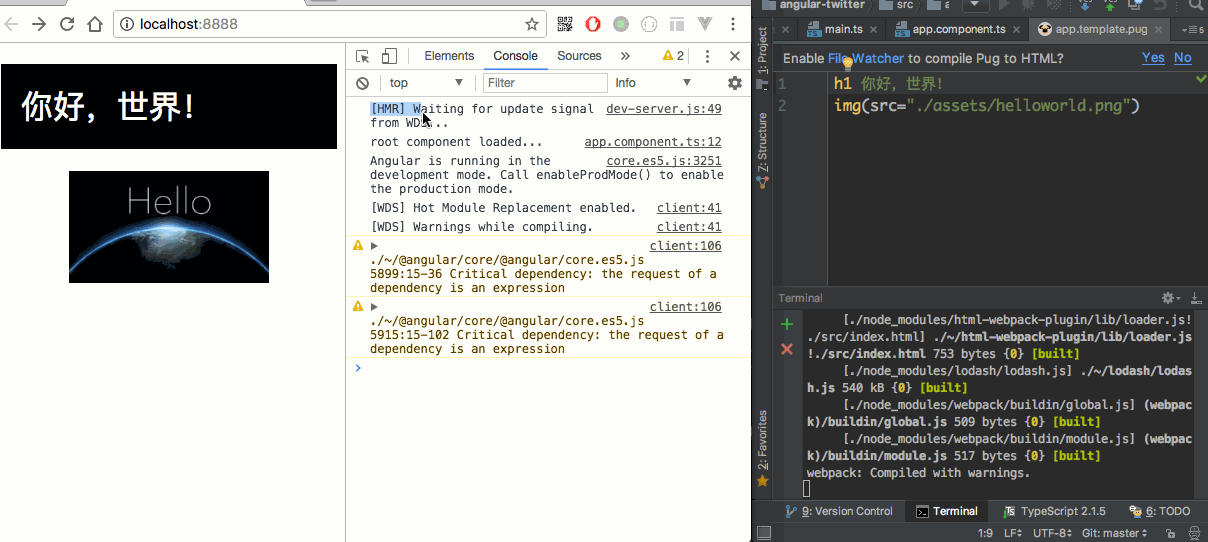 localhost:8888
你好，世界！
Hello
Elements Console Sources » 2
top Filter Info
[HMR] Waiting for update signal dev-server.js:49
from WDS...
root component loaded... app.component.ts:12
Angular is running in the core.es5.js:3251
development mode. Call enableProdMode() to enable
the production mode.
[WDS] Hot Module Replacement enabled. client:41
[WDS] Warnings while compiling. client:41
client:106
./~/@angular/core/@angular/core.es5.js
5899:15-36 Critical dependency: the request of a
dependency is an expression
client:106
./~/@angular/core/@angular/core.es5.js
5915:15-102 Critical dependency: the request of a
dependency is an expression
angular-twitter src
main.ts app.component.ts app.template.pug
Enable File Watcher to compile Pug to HTML? Yes No
1: Project
7: Structure
2: Favorites
1 h1 你好，世界!
2 img(src="./assets/helloworld.png")
Terminal
[./node_modules/html-webpack-plugin/lib/loader.js!
./src/index.html] ./~/html-webpack-plugin/lib/loader.js
!./src/index.html 753 bytes {0} [built]
[./node_modules/lodash/lodash.js] ./~/lodash/lodas
h.js 540 kB {0} [built]
[./node_modules/webpack/buildin/global.js] (webpac
k)/buildin/global.js 509 bytes {0} [built]
[./node_modules/webpack/buildin/module.js] (webpac
k)/buildin/module.js 517 bytes {0} [built]
webpack: Compiled with warnings.
9: Version Control Terminal TypeScript 2.1.5 6: TODO
1:9 LF UTF-8 Git: master